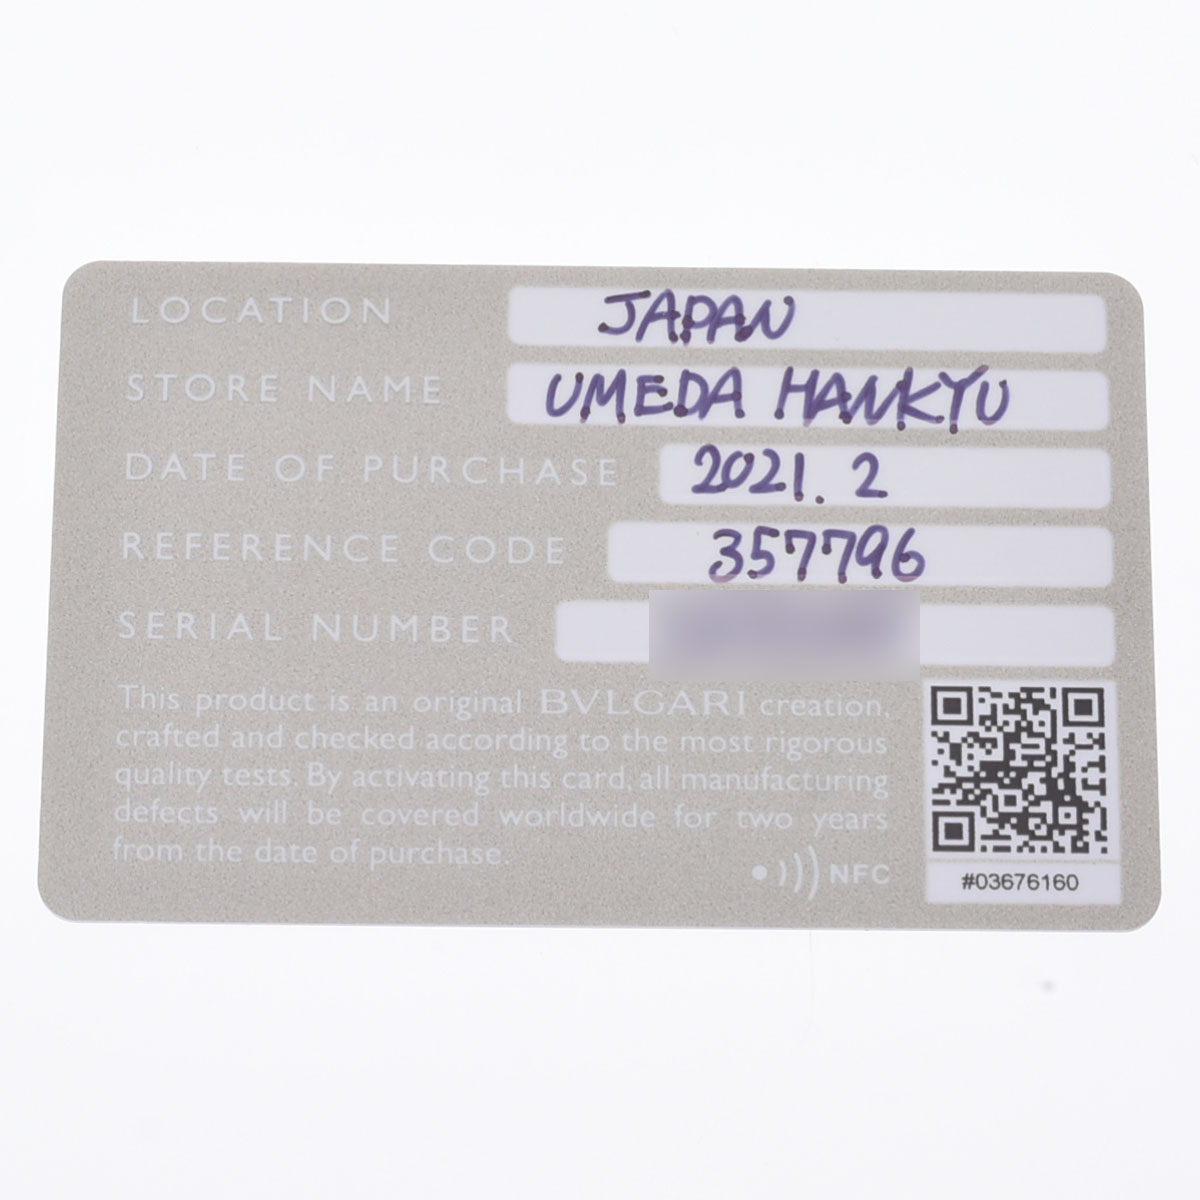 LOCATION JAPAN
STORE NAME UMEDA HANKYU
DATE OF PURCHASE 2021. 2
REFERENCE CODE 357796
SERIAL NUMBER
This product is an original BVLGARI creation,
crafted and checked according to the most rigorous
quality tests. By activating this card, all manufacturing
defects will be covered worldwide for two years
from the date of purchase.
NFC
#03676160